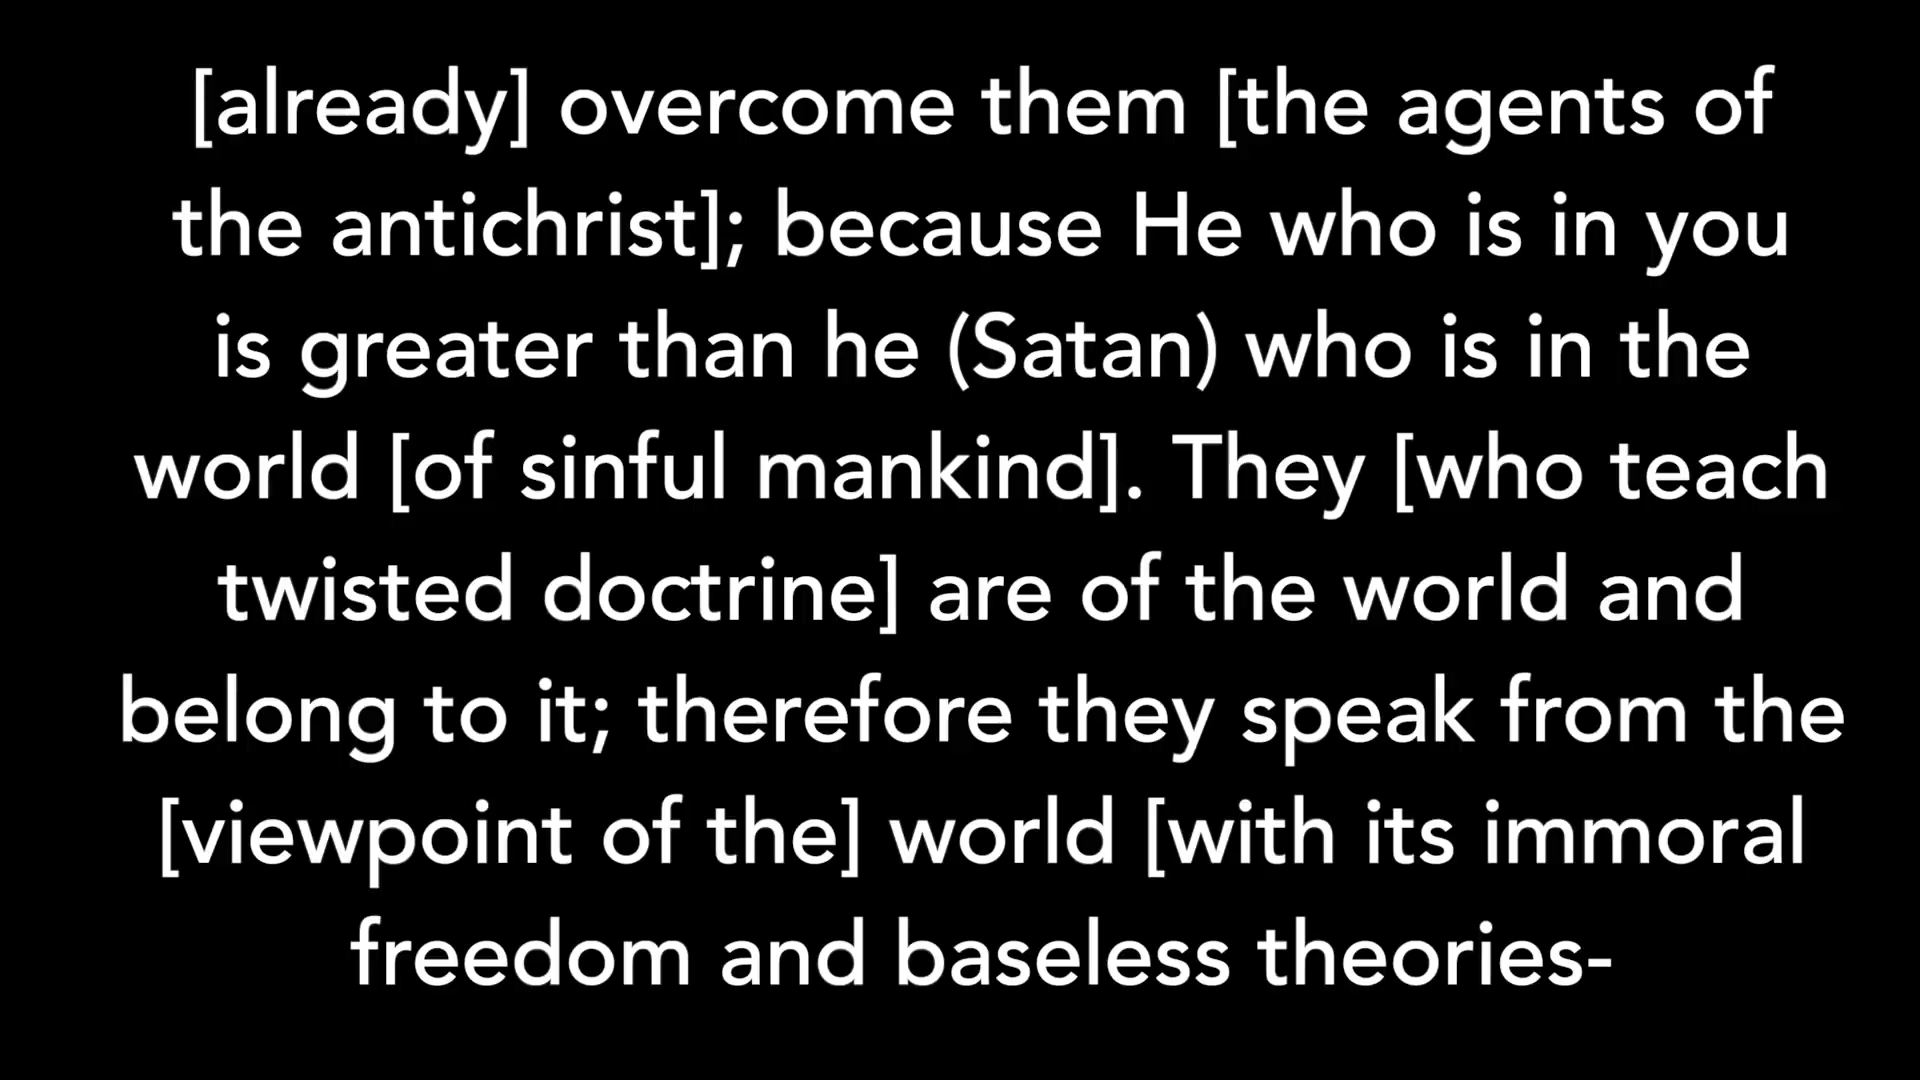 [already] overcome them [the agents of
the antichrist]; because He who is in you
is greater than he (Satan) who is in the
world [of sinful mankind]. They [who teach
twisted doctrine] are of the world and
belong to it; therefore they speak from the
[viewpoint of the] world [with its immoral
freedom and baseless theories-